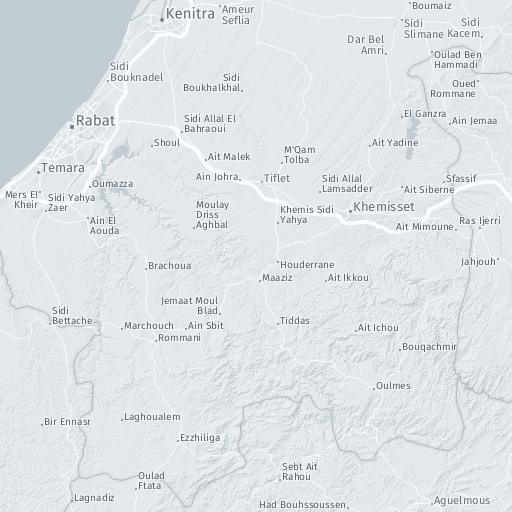 Boumaiz
Ameur
Seflia
Kenitra
Sidi
Slimane
Sidi
Kacem
Dar Bel
Amri
Oulad Ben
Hammadi
Sidi
Bouknadel
Sidi
Boukhalkhal
Oued
Rommane
El Ganzra
Ain Jemaa
Rabat
Sidi Allal El
Bahraoui
Shoul
Ait Yadine
Ait Malek
M'Qam
Tolba
Temara
Ain Johra
Tiflet
Sidi Allal
Lamsadder
Sfassif
Oumazza
Ait Siberne
Mers El
Kheir
Sidi Yahya
Zaer
Moulay
Driss
Aghbal
Khemis Sidi
Yahya
Khemisset
Ain El
Aouda
Ait Mimoune
Ras Ijerri
Jahjouh
Brachoua
Houderrane
Maaziz
Ait Ikkou
Jemaat Moul
Blad
Sidi
Bettache
Marchouch
Ain Sbit
Tiddas
Ait Ichou
Rommani
Bouqachmir
Oulmes
Laghoualem
Bir Ennasr
Ezzhiliga
Sebt Ait
Rahou
Oulad
Ftata
Lagnadiz
Had Bouhssoussen
Aguelmous